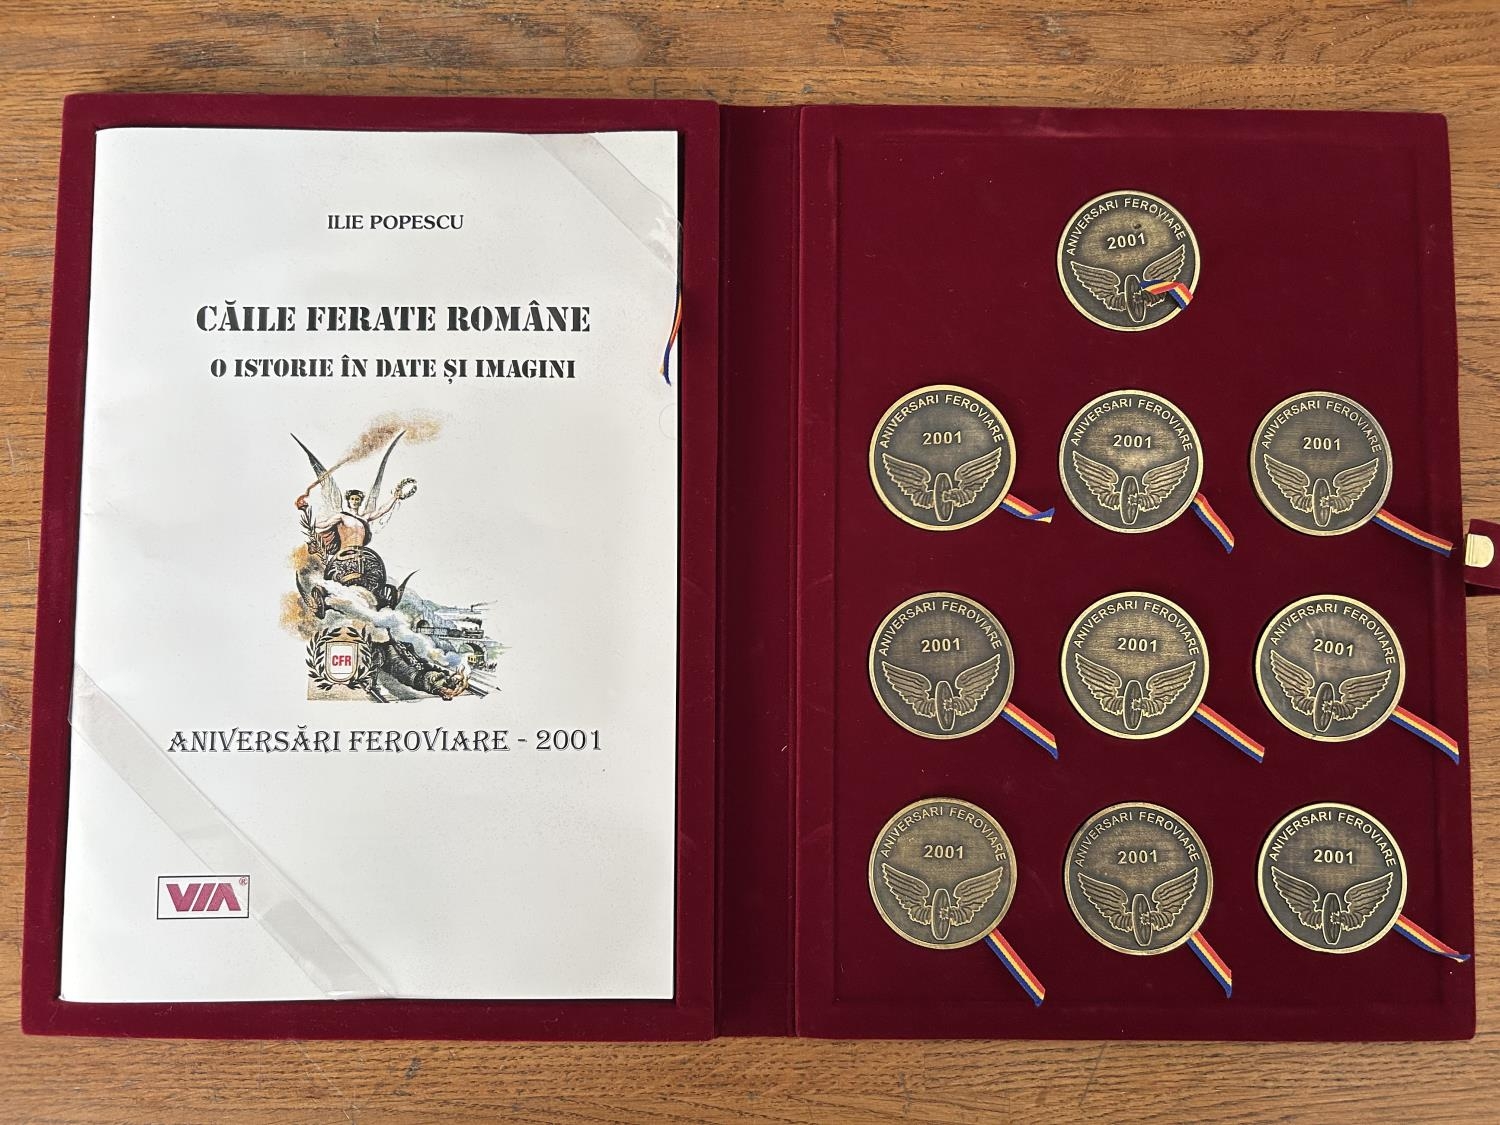 ILIE POPESCU
CĂILE FERATE ROMÂNE
O ISTORIE ÎN DATE ȘI IMAGINI
CFR
ANIVERSĂRI FEROVIARE - 2001
VIA®
ANIVERSARI FEROVIARE
2001
ANIVERSARI FEROVIARE
2001
ANIVERSARI FEROVIARE
2001
ANIVERSARI FEROVIARE
2001
ANIVERSARI FEROVIARE
2001
ANIVERSARI FEROVIARE
2001
ANIVERSARI FEROVIARE
2001
ANIVERSARI FEROVIARE
2001
ANIVERSARI FEROVIARE
2001
ANIVERSARI FEROVIARE
2001